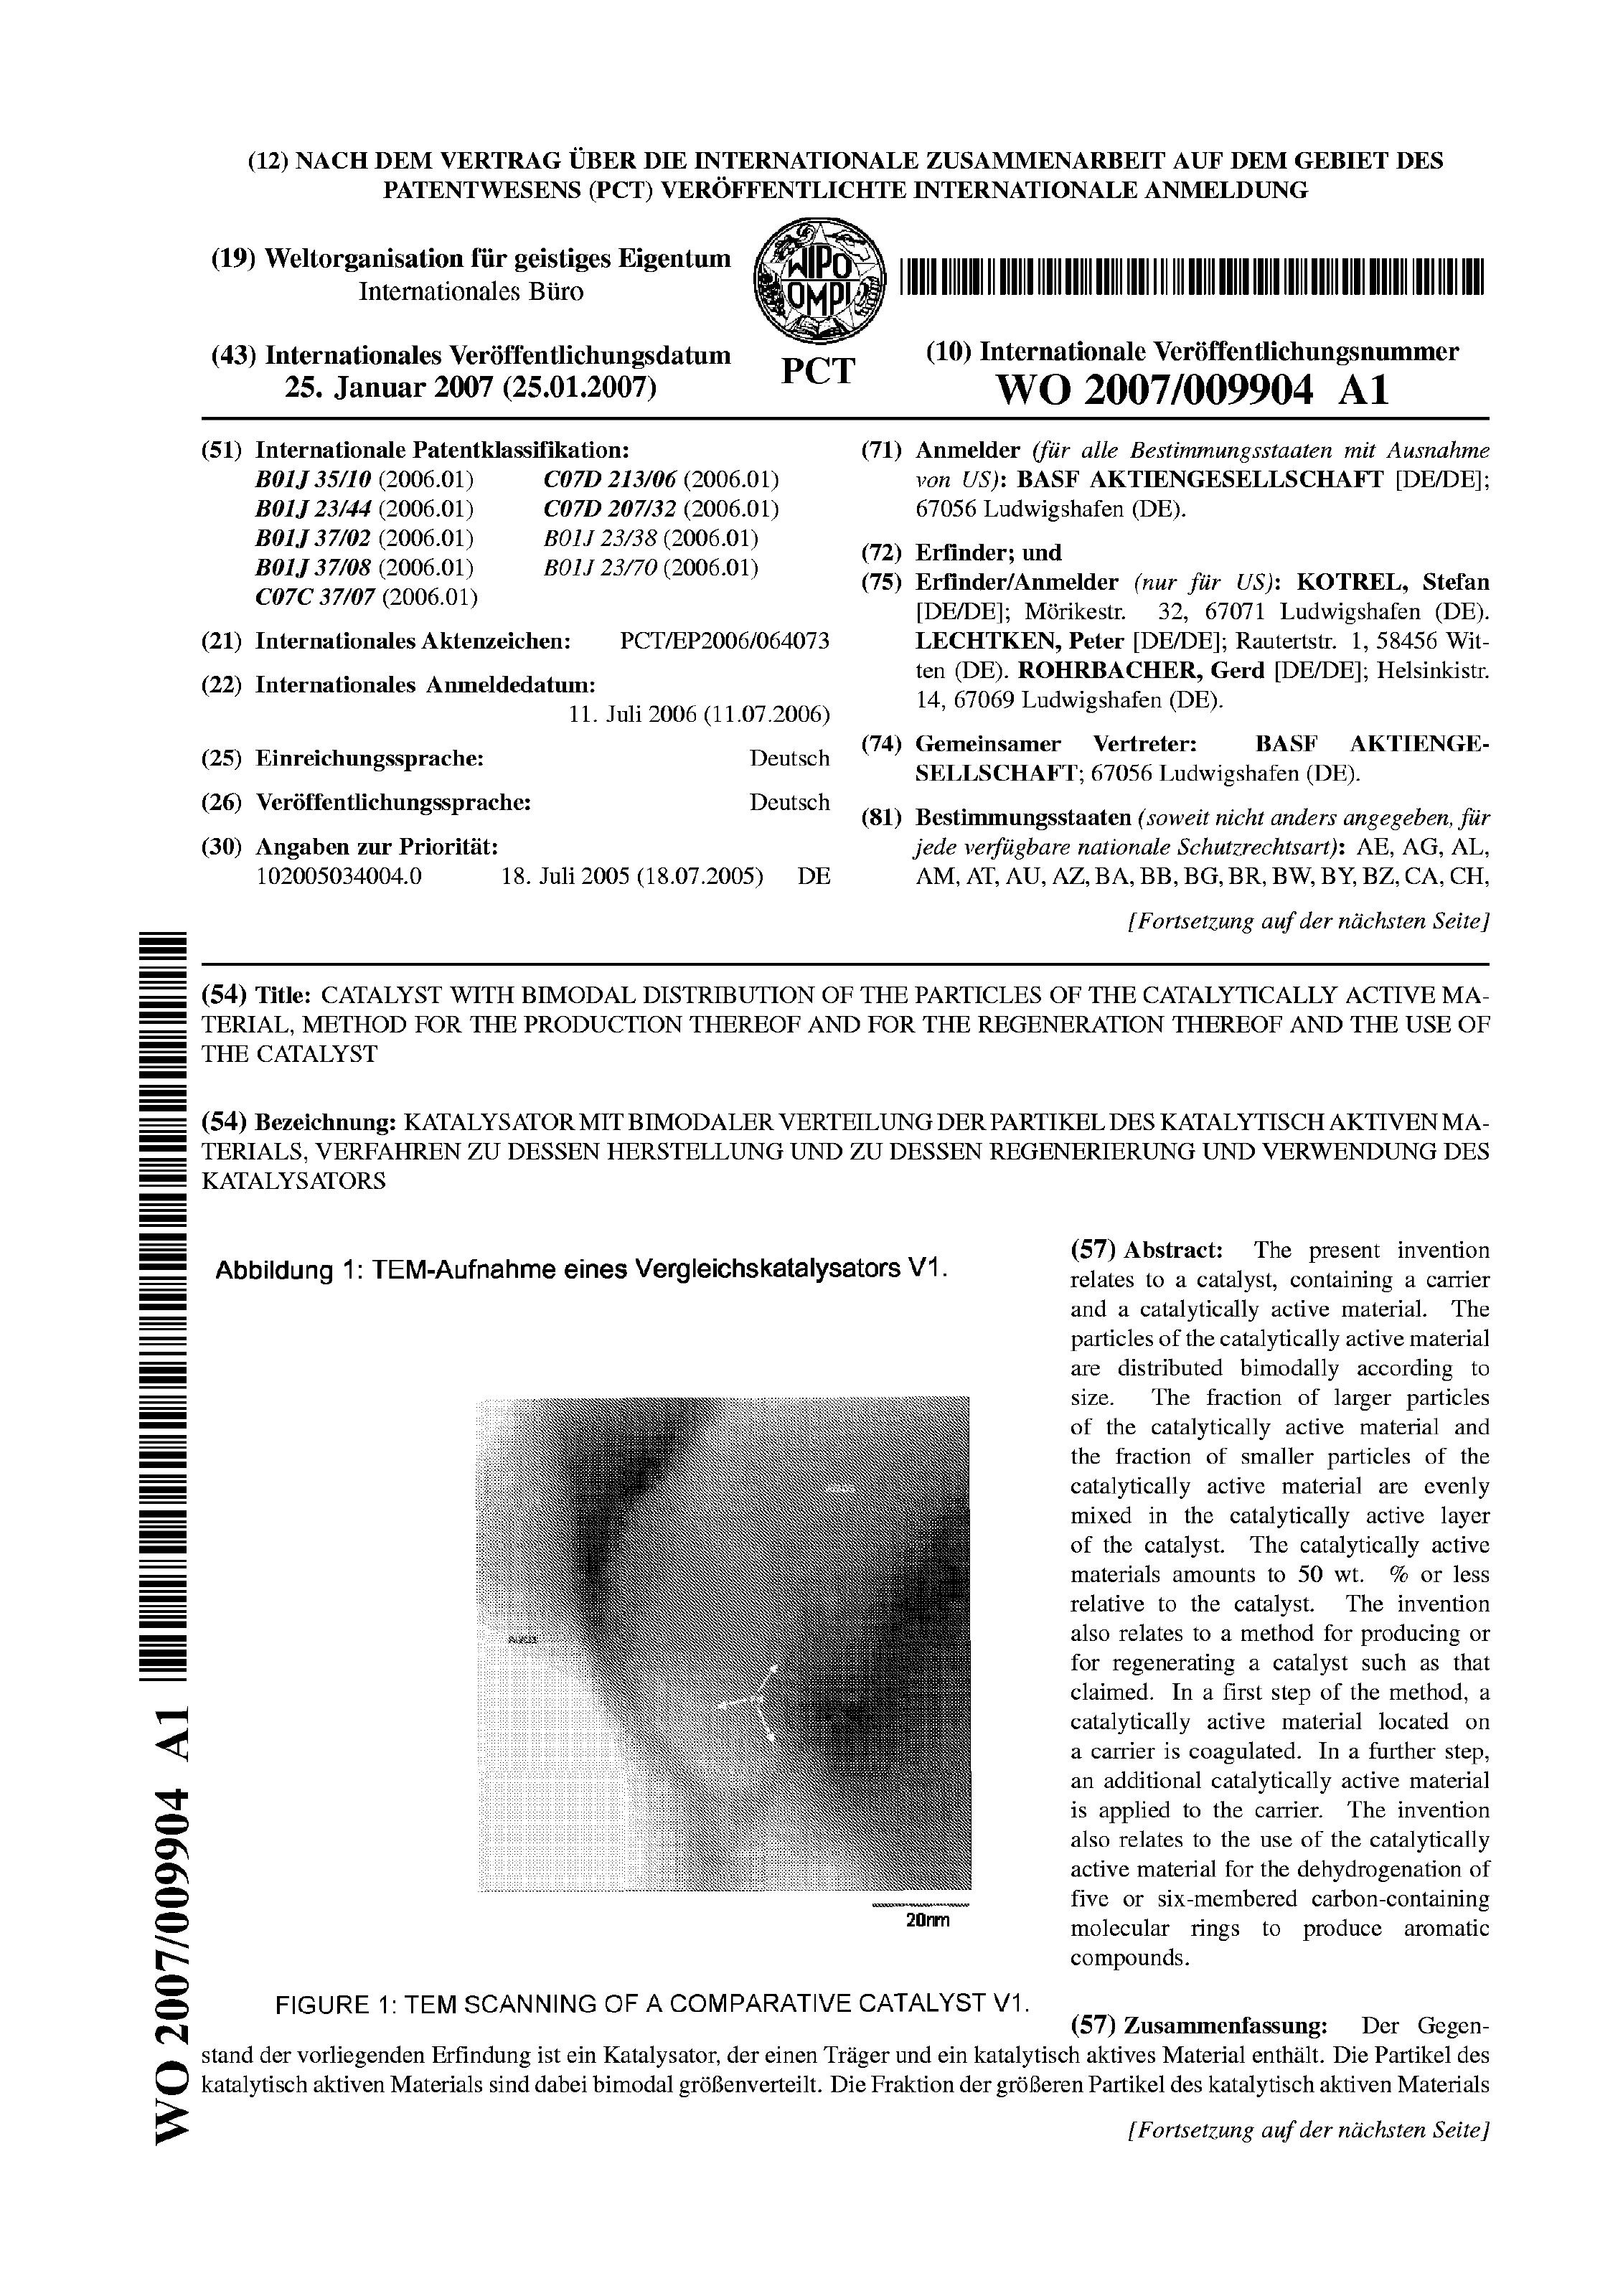 (12) NACH DEM VERTRAG ÜBER DIE INTERNATIONALE ZUSAMMENARBEIT AUF DEM GEBIET DES
PATENTWESENS (PCT) VERÖFFENTLICHTE INTERNATIONALE ANMELDUNG
(19) Weltorganisation für geistiges Eigentum
Internationales Büro
WIPO
OMPI
(43) Internationales Veröffentlichungsdatum
25. Januar 2007 (25.01.2007)
PCT
(10) Internationale Veröffentlichungsnummer
WO 2007/009904 A1
(51) Internationale Patentklassifikation:
B01J 35/10 (2006.01) C07D 213/06 (2006.01)
B01J 23/44 (2006.01) C07D 207/32 (2006.01)
B01J 37/02 (2006.01) B01J 23/38 (2006.01)
B01J 37/08 (2006.01) B01J 23/70 (2006.01)
C07C 37/07 (2006.01)
(21) Internationales Aktenzeichen: PCT/EP2006/064073
(22) Internationales Anmeldedatum:
11. Juli 2006 (11.07.2006)
(25) Einreichungssprache: Deutsch
(26) Veröffentlichungssprache: Deutsch
(30) Angaben zur Priorität:
102005034004.0 18. Juli 2005 (18.07.2005) DE
(71) Anmelder (für alle Bestimmungsstaaten mit Ausnahme
von US): BASF AKTIENGESELLSCHAFT [DE/DE];
67056 Ludwigshafen (DE).
(72) Erfinder; und
(75) Erfinder/Anmelder (nur für US): KOTREL, Stefan
[DE/DE]; Mörikestr. 32, 67071 Ludwigshafen (DE).
LECHTKEN, Peter [DE/DE]; Rautertstr. 1, 58456 Wit-
ten (DE). ROHRBACHER, Gerd [DE/DE]; Helsinkistr.
14, 67069 Ludwigshafen (DE).
(74) Gemeinsamer Vertreter: BASF AKTIENGE-
SELLSCHAFT; 67056 Ludwigshafen (DE).
(81) Bestimmungsstaaten (soweit nicht anders angegeben, für
jede verfügbare nationale Schutzrechtsart): AE, AG, AL,
AM, AT, AU, AZ, BA, BB, BG, BR, BW, BY, BZ, CA, CH,
[Fortsetzung auf der nächsten Seite]
(54) Title: CATALYST WITH BIMODAL DISTRIBUTION OF THE PARTICLES OF THE CATALYTICALLY ACTIVE MA-
TERIAL, METHOD FOR THE PRODUCTION THEREOF AND FOR THE REGENERATION THEREOF AND THE USE OF
THE CATALYST
(54) Bezeichnung: KATALYSATOR MIT BIMODALER VERTEILUNG DER PARTIKEL DES KATALYTISCH AKTIVEN MA-
TERIALS, VERFAHREN ZU DESSEN HERSTELLUNG UND ZU DESSEN REGENERIERUNG UND VERWENDUNG DES
KATALYSATORS
Abbildung 1: TEM-Aufnahme eines Vergleichskatalysators V1.
20nm
FIGURE 1: TEM SCANNING OF A COMPARATIVE CATALYST V1.
(57) Abstract: The present invention
relates to a catalyst, containing a carrier
and a catalytically active material. The
particles of the catalytically active material
are distributed bimodally according to
size. The fraction of larger particles
of the catalytically active material and
the fraction of smaller particles of the
catalytically active material are evenly
mixed in the catalytically active layer
of the catalyst. The catalytically active
materials amounts to 50 wt. % or less
relative to the catalyst. The invention
also relates to a method for producing or
for regenerating a catalyst such as that
claimed. In a first step of the method, a
catalytically active material located on
a carrier is coagulated. In a further step,
an additional catalytically active material
is applied to the carrier. The invention
also relates to the use of the catalytically
active material for the dehydrogenation of
five or six-membered carbon-containing
molecular rings to produce aromatic
compounds.
(57) Zusammenfassung: Der Gegen-
stand der vorliegenden Erfindung ist ein Katalysator, der einen Träger und ein katalytisch aktives Material enthält. Die Partikel des
katalytisch aktiven Materials sind dabei bimodal größenverteilt. Die Fraktion der größeren Partikel des katalytisch aktiven Materials
[Fortsetzung auf der nächsten Seite]
WO 2007/009904 A1